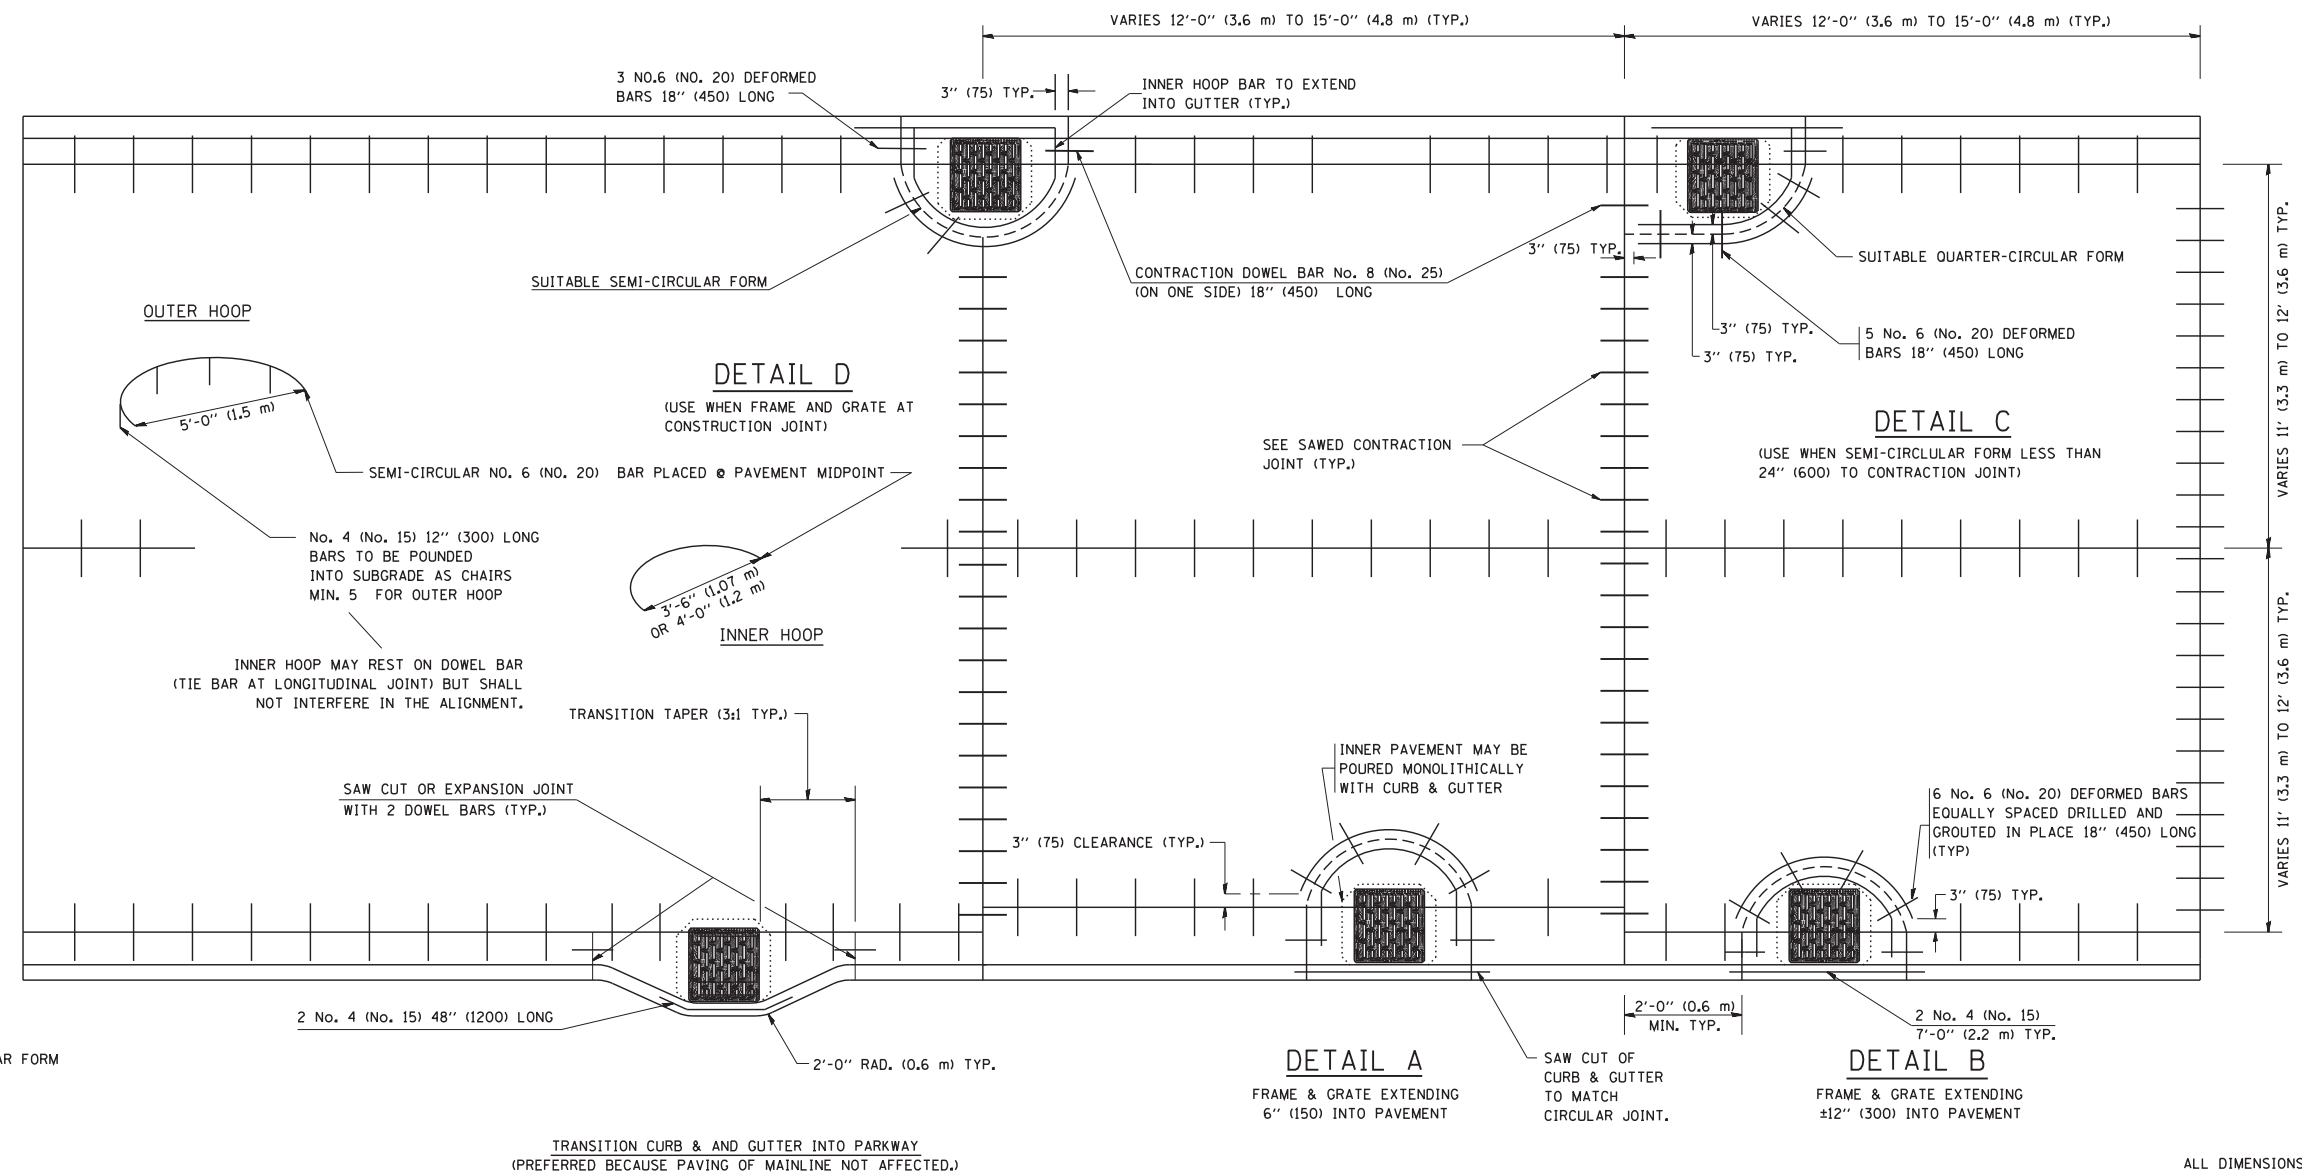 VARIES 12'-0" (3.6 m) TO 15'-0" (4.8 m) (TYP.)
VARIES 12'-0" (3.6 m) TO 15'-0" (4.8 m) (TYP.)
3 NO.6 (NO. 20) DEFORMED
BARS 18" (450) LONG
3" (75) TYP.
INNER HOOP BAR TO EXTEND
INTO GUTTER (TYP.)
SUITABLE SEMI-CIRCULAR FORM
CONTRACTION DOWEL BAR No. 8 (No. 25)
(ON ONE SIDE) 18" (450) LONG
3" (75) TYP.
SUITABLE QUARTER-CIRCULAR FORM
3" (75) TYP.
3" (75) TYP.
5 No. 6 (No. 20) DEFORMED
BARS 18" (450) LONG
VARIES 11' (3.3 m) TO 12' (3.6 m) TYP.
OUTER HOOP
5'-0" (1.5 m)
DETAIL D
(USE WHEN FRAME AND GRATE AT
CONSTRUCTION JOINT)
SEMI-CIRCULAR NO. 6 (NO. 20) BAR PLACED @ PAVEMENT MIDPOINT
SEE SAWED CONTRACTION
JOINT (TYP.)
DETAIL C
(USE WHEN SEMI-CIRCLULAR FORM LESS THAN
24" (600) TO CONTRACTION JOINT)
No. 4 (No. 15) 12" (300) LONG
BARS TO BE POUNDED
INTO SUBGRADE AS CHAIRS
MIN. 5 FOR OUTER HOOP
3'-6" (1.07 m)
OR 4'-0" (1.2 m)
INNER HOOP
INNER HOOP MAY REST ON DOWEL BAR
(TIE BAR AT LONGITUDINAL JOINT) BUT SHALL
NOT INTERFERE IN THE ALIGNMENT.
TRANSITION TAPER (3:1 TYP.)
SAW CUT OR EXPANSION JOINT
WITH 2 DOWEL BARS (TYP.)
INNER PAVEMENT MAY BE
POURED MONOLITHICALLY
WITH CURB & GUTTER
3" (75) CLEARANCE (TYP.)
6 No. 6 (No. 20) DEFORMED BARS
EQUALLY SPACED DRILLED AND
GROUTED IN PLACE 18" (450) LONG
(TYP)
3" (75) TYP.
VARIES 11' (3.3 m) TO 12' (3.6 m) TYP.
2 No. 4 (No. 15) 48" (1200) LONG
2'-0" RAD. (0.6 m) TYP.
2'-0" (0.6 m)
MIN. TYP.
2 No. 4 (No. 15)
7'-0" (2.2 m) TYP.
AR FORM
DETAIL A
FRAME & GRATE EXTENDING
6" (150) INTO PAVEMENT
SAW CUT OF
CURB & GUTTER
TO MATCH
CIRCULAR JOINT.
DETAIL B
FRAME & GRATE EXTENDING
±12" (300) INTO PAVEMENT
TRANSITION CURB & AND GUTTER INTO PARKWAY
(PREFERRED BECAUSE PAVING OF MAINLINE NOT AFFECTED.)
ALL DIMENSIONS